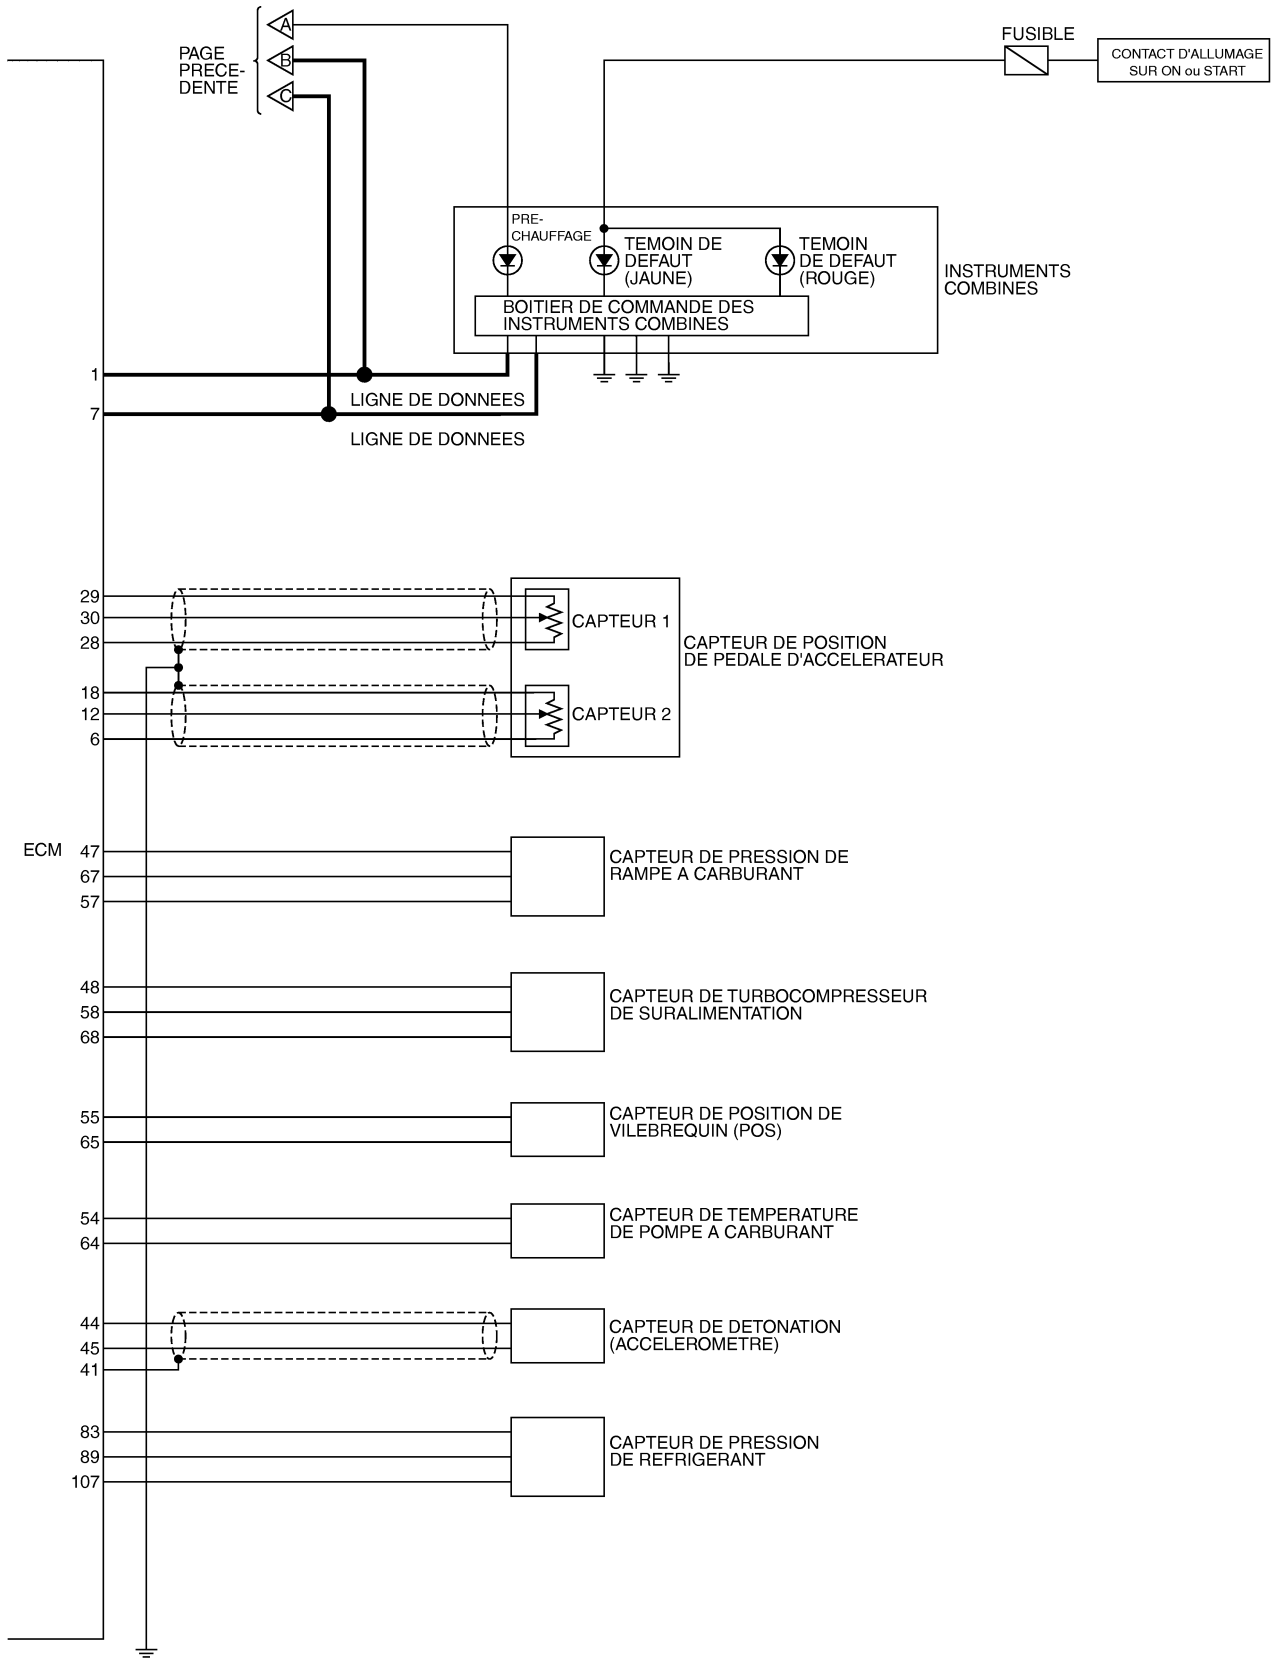 A
B
C
PAGE
PRECE-
DENTE
FUSIBLE
CONTACT D'ALLUMAGE
SUR ON ou START
PRE-
CHAUFFAGE
TEMOIN DE
DEFAUT
(JAUNE)
TEMOIN
DE DEFAUT
(ROUGE)
INSTRUMENTS
COMBINES
BOITIER DE COMMANDE DES
INSTRUMENTS COMBINES
1
LIGNE DE DONNEES
7
LIGNE DE DONNEES
29
30
28
CAPTEUR 1
CAPTEUR DE POSITION
DE PEDALE D'ACCELERATEUR
18
12
6
CAPTEUR 2
ECM
47
67
57
CAPTEUR DE PRESSION DE
RAMPE A CARBURANT
48
58
68
CAPTEUR DE TURBOCOMPRESSEUR
DE SURALIMENTATION
55
65
CAPTEUR DE POSITION DE
VILEBREQUIN (POS)
54
64
CAPTEUR DE TEMPERATURE
DE POMPE A CARBURANT
44
45
41
CAPTEUR DE DETONATION
(ACCELEROMETRE)
83
89
107
CAPTEUR DE PRESSION
DE REFRIGERANT